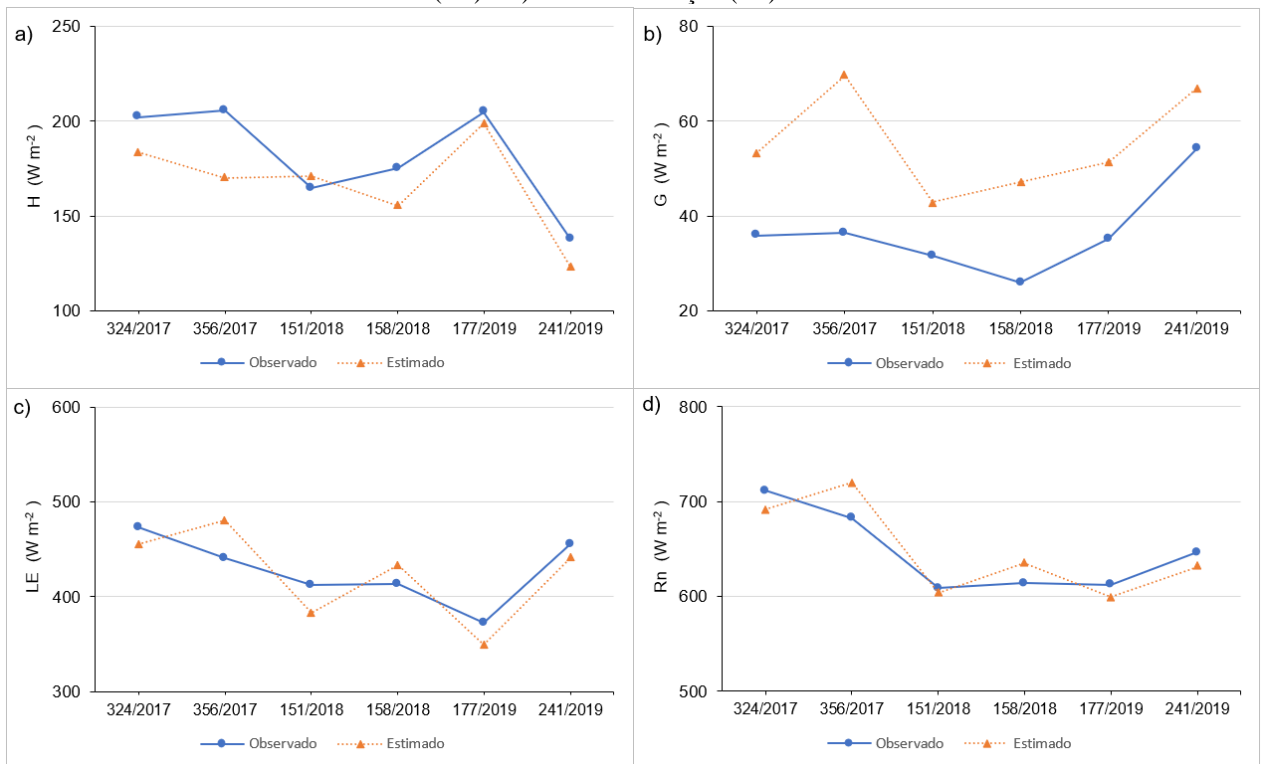 a)
250
200
150
100
H (W m⁻²)
324/2017 356/2017 151/2018 158/2018 177/2019 241/2019
Observado Estimado
b)
80
60
40
20
G (W m⁻²)
324/2017 356/2017 151/2018 158/2018 177/2019 241/2019
Observado Estimado
c)
600
500
400
300
LE (W m⁻²)
324/2017 356/2017 151/2018 158/2018 177/2019 241/2019
Observado Estimado
d)
800
700
600
500
Rn (W m⁻²)
324/2017 356/2017 151/2018 158/2018 177/2019 241/2019
Observado Estimado